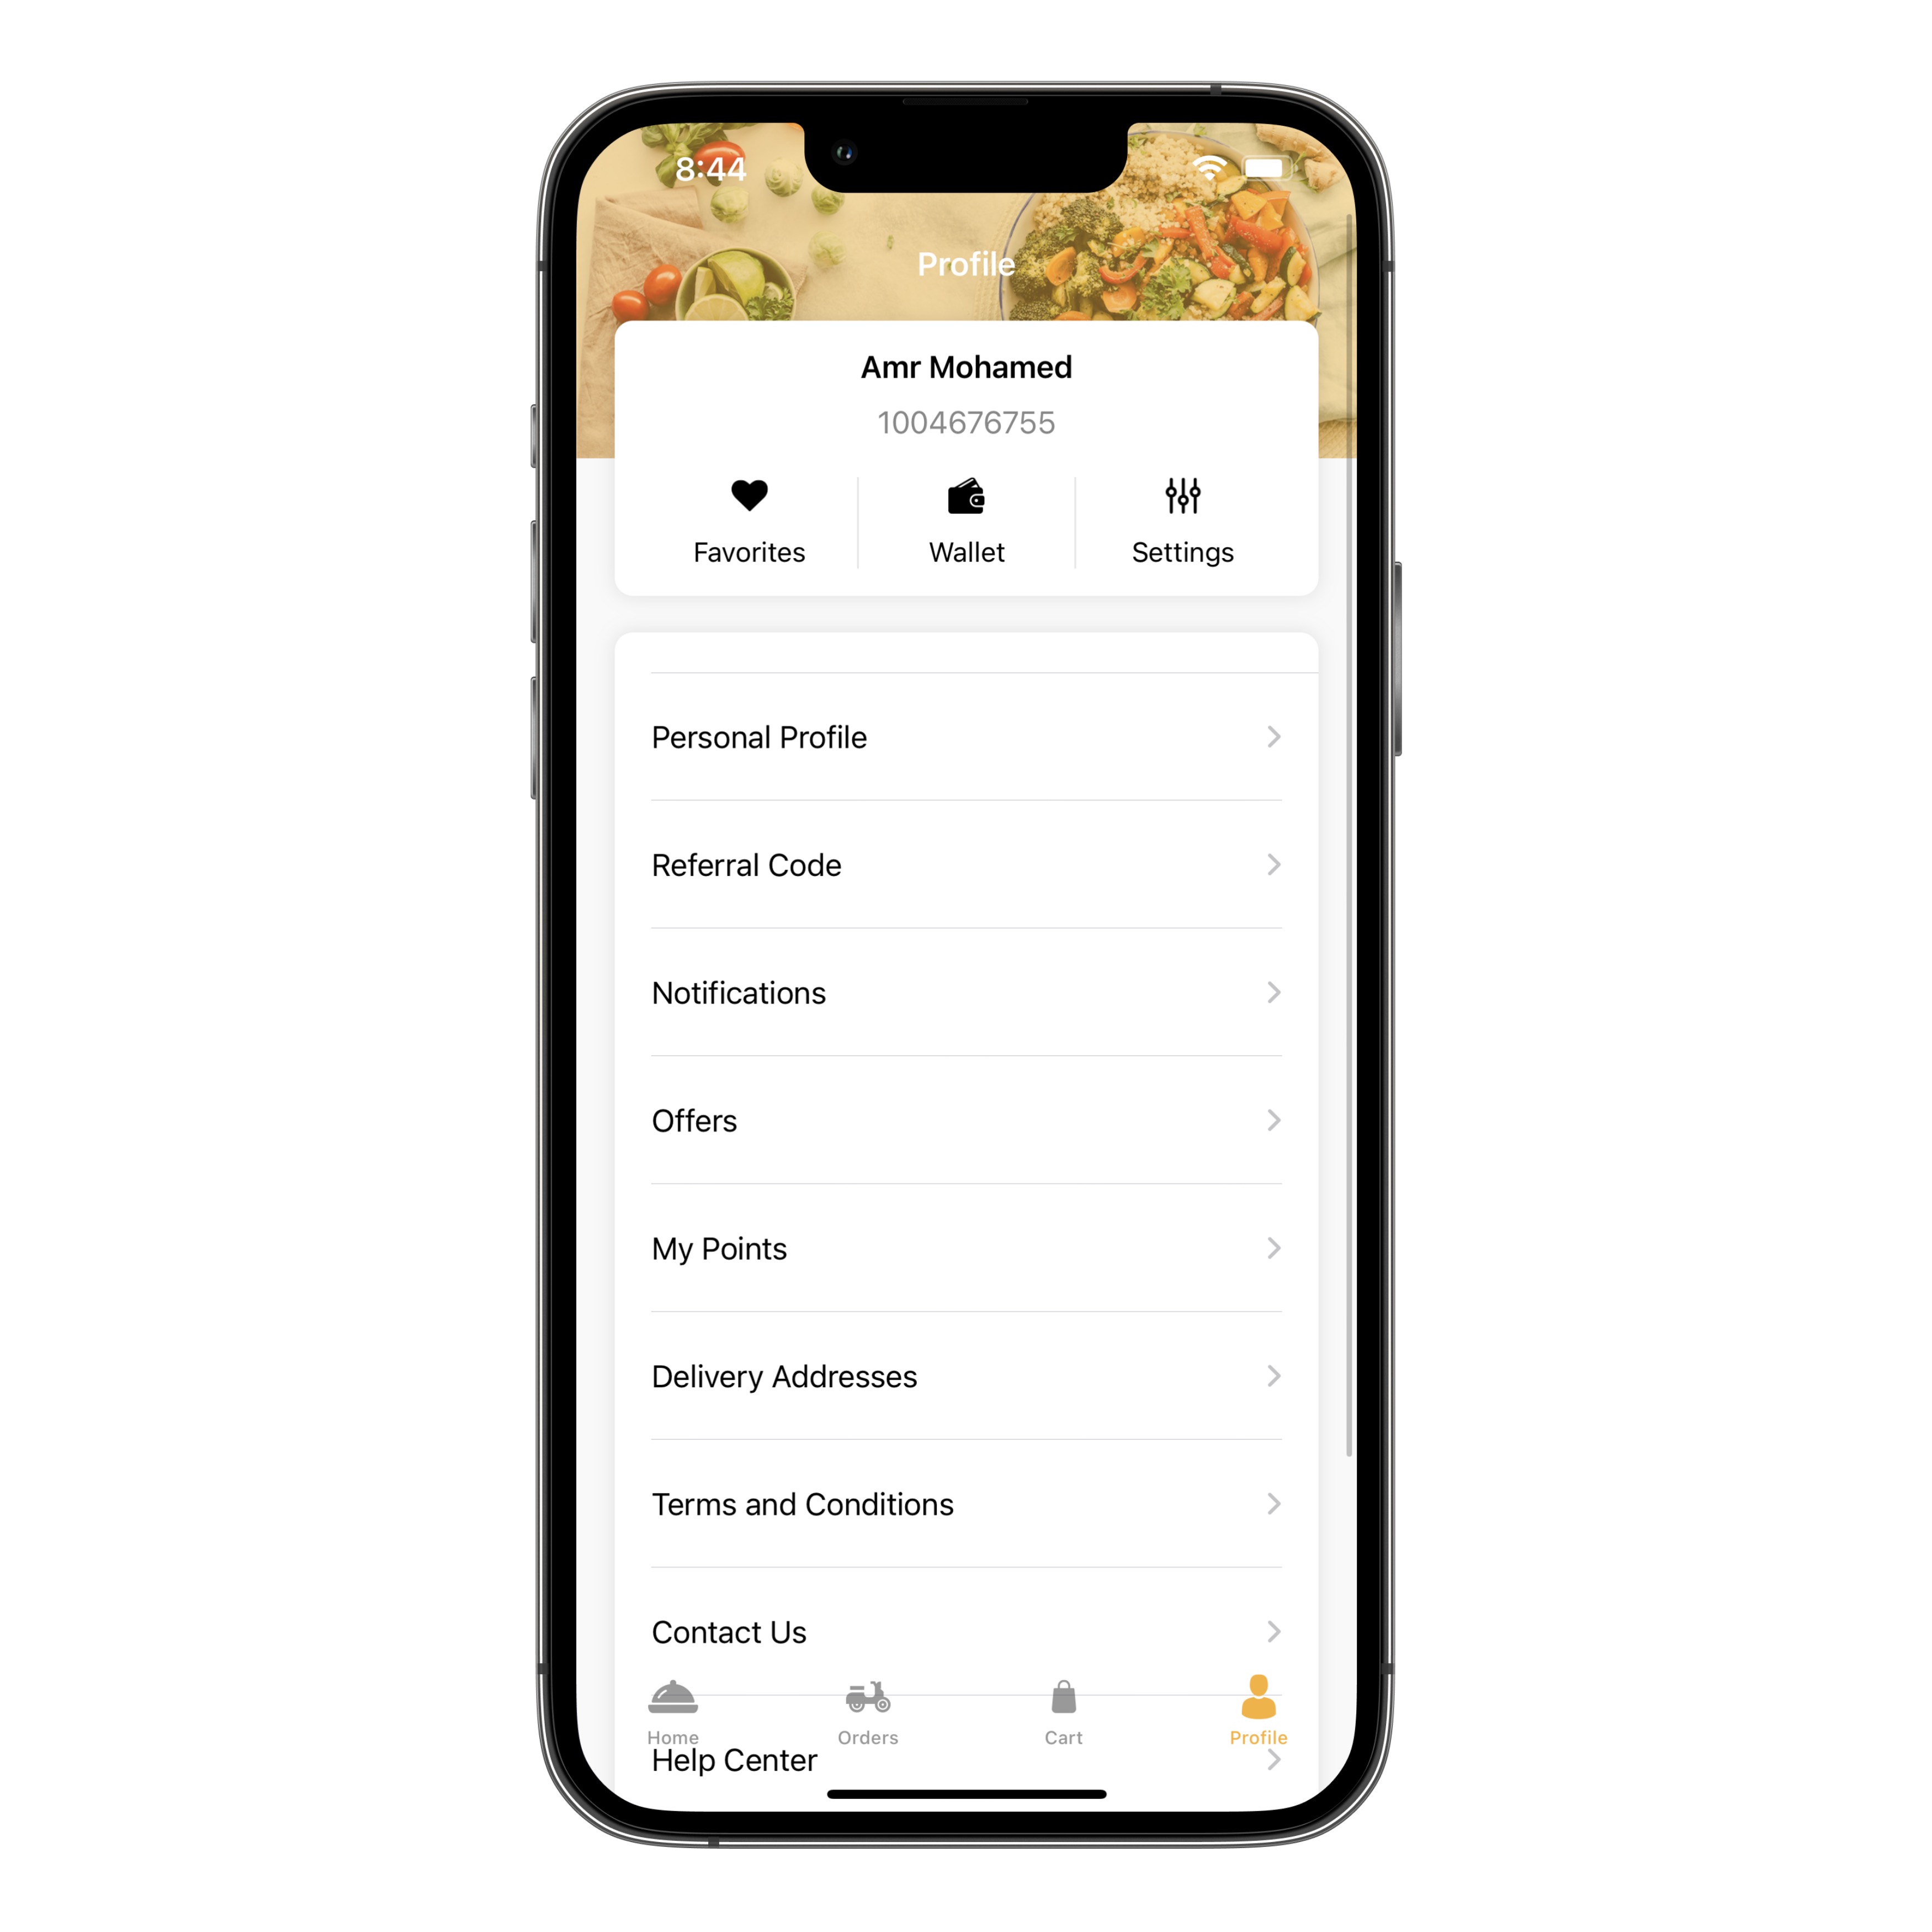 8:44
Profile
Amr Mohamed
1004676755
Favorites
Wallet
Settings
Personal Profile
Referral Code
Notifications
Offers
My Points
Delivery Addresses
Terms and Conditions
Contact Us
Home
Orders
Cart
Profile
Help Center